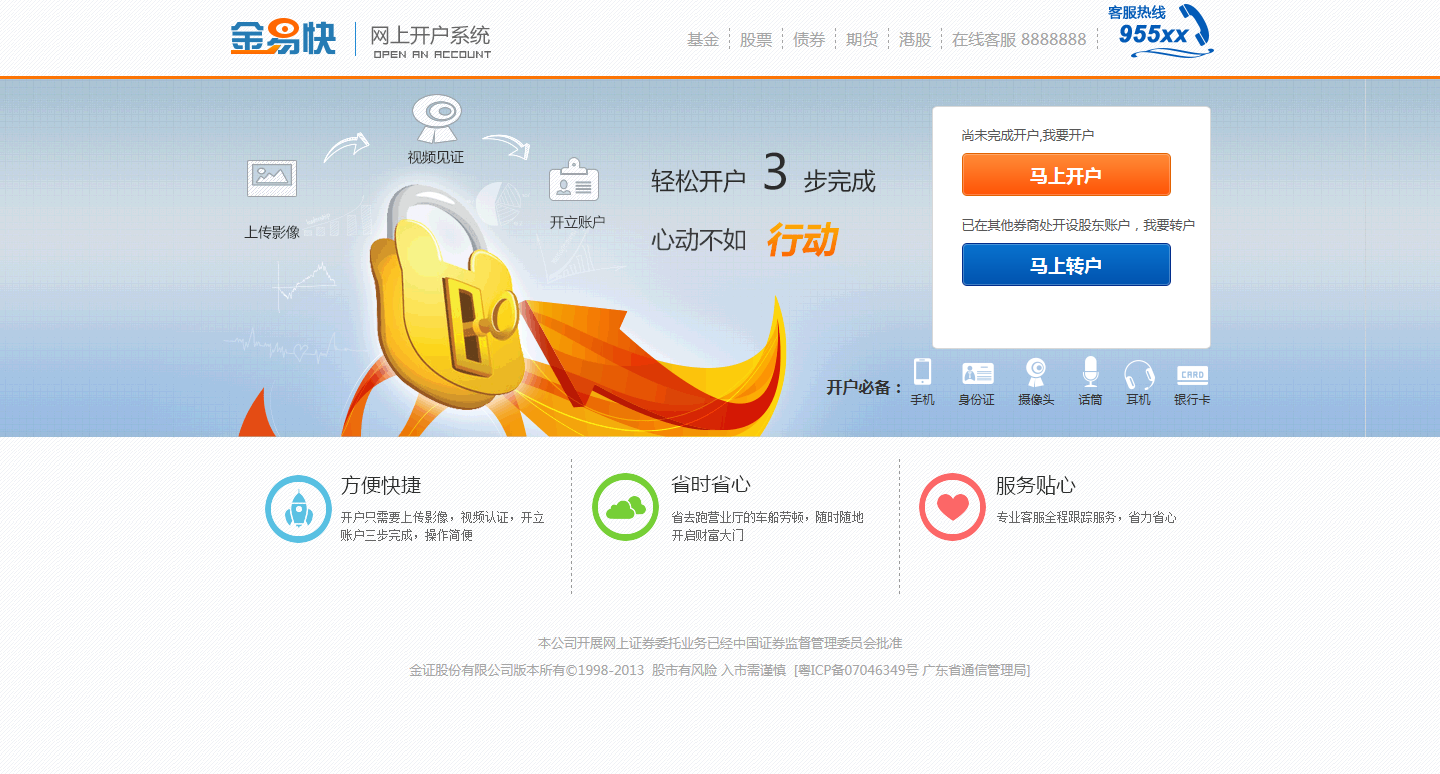 金易快
网上开户系统
OPEN AN ACCOUNT
基金 股票 债券 期货 港股 在线客服 8888888
客服热线
955xx
视频见证
上传影像
开立账户
轻松开户 3 步完成
心动不如 行动
尚未完成开户,我要开户
马上开户
已在其他券商处开设股东账户，我要转户
马上转户
开户必备：
手机 身份证 摄像头 话筒 耳机 银行卡
CARD
方便快捷
开户只需要上传影像，视频认证，开立
账户三步完成，操作简便
省时省心
省去跑营业厅的车船劳顿，随时随地
开启财富大门
服务贴心
专业客服全程跟踪服务，省力省心
本公司开展网上证券委托业务已经中国证券监督管理委员会批准
金证股份有限公司版本所有©1998-2013 股市有风险 入市需谨慎 [粤ICP备07046349号 广东省通信管理局]